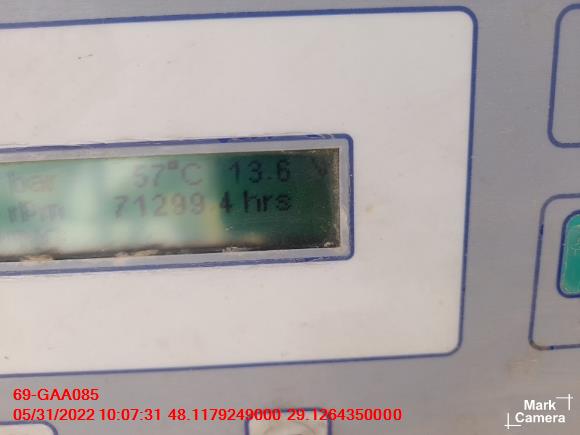 bar 57°C 13.6 V
rpm 71299.4 hrs
69-GAA085
05/31/2022 10:07:31 48.1179249000 29.1264350000
Mark
Camera